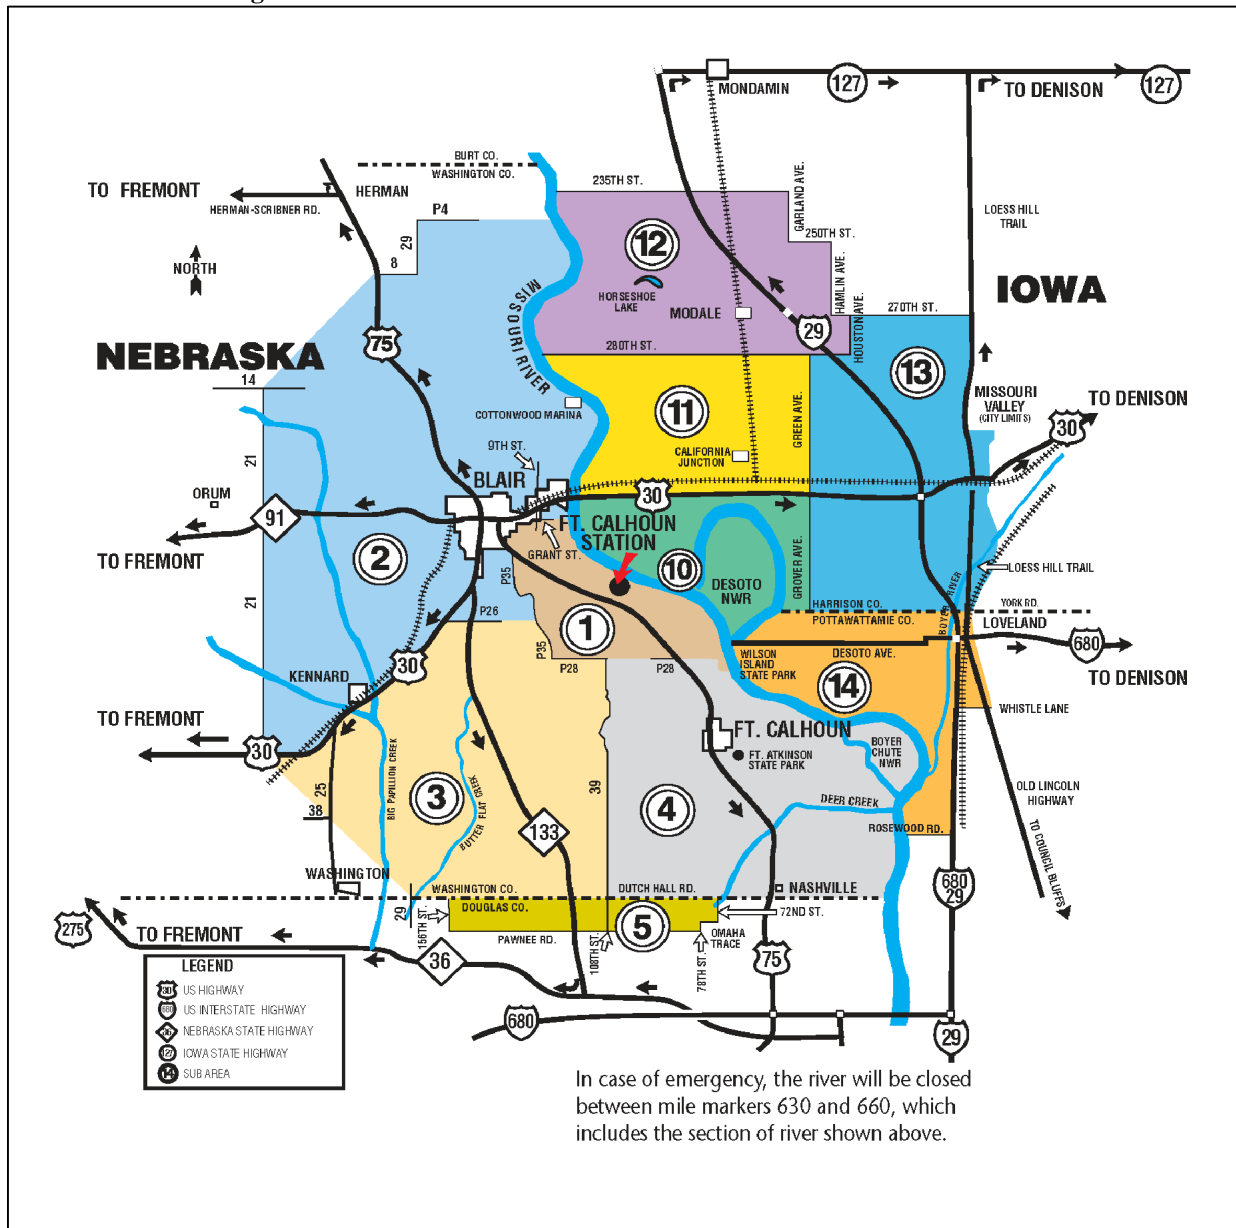 127
127
MONDAMIN
TO DENISON
BURT CO.
WASHINGTON CO.
TO FREMONT
HERMAN
HERMAN-SCRIBNER RD.
235TH ST.
GARLAND AVE.
LOESS HILL
TRAIL
P4
29
8
250TH ST.
12
NORTH
HORSESHOE
LAKE
MISSOURI RIVER
HAMLIN AVE.
HOUSTON AVE.
IOWA
MODALE
270TH ST.
29
75
NEBRASKA
280TH ST.
13
14
MISSOURI
VALLEY
(CITY LIMITS)
TO DENISON
30
COTTONWOOD MARINA
11
GREEN AVE.
9TH ST.
CALIFORNIA
JUNCTION
21
BLAIR
ORUM
30
91
FT. CALHOUN
STATION
GRANT ST.
TO FREMONT
2
10
DESOTO
NWR
GROVER AVE.
LOESS HILL TRAIL
P35
BOYER RIVER
21
P26
HARRISON CO.
POTTAWATTAMIE CO.
YORK RD.
LOVELAND
1
P35
680
30
P28
P28
WILSON
ISLAND
STATE PARK
DESOTO AVE.
KENNARD
14
TO DENISON
TO FREMONT
WHISTLE LANE
30
FT. CALHOUN
FT. ATKINSON
STATE PARK
BOYER
CHUTE
NWR
25
38
BIG PAPILLION CREEK
BUTTER FLAT CREEK
3
39
4
DEER CREEK
OLD LINCOLN
HIGHWAY
133
ROSEWOOD RD.
TO COUNCIL BLUFFS
WASHINGTON
WASHINGTON CO.
DUTCH HALL RD.
NASHVILLE
680
29
29
DOUGLAS CO.
156TH ST.
5
72ND ST.
275
TO FREMONT
PAWNEE RD.
108TH ST.
OMAHA
TRACE
78TH ST.
36
75
LEGEND
30 US HIGHWAY
680 US INTERSTATE HIGHWAY
36 NEBRASKA STATE HIGHWAY
127 IOWA STATE HIGHWAY
14 SUB AREA
680
29
In case of emergency, the river will be closed
between mile markers 630 and 660, which
includes the section of river shown above.